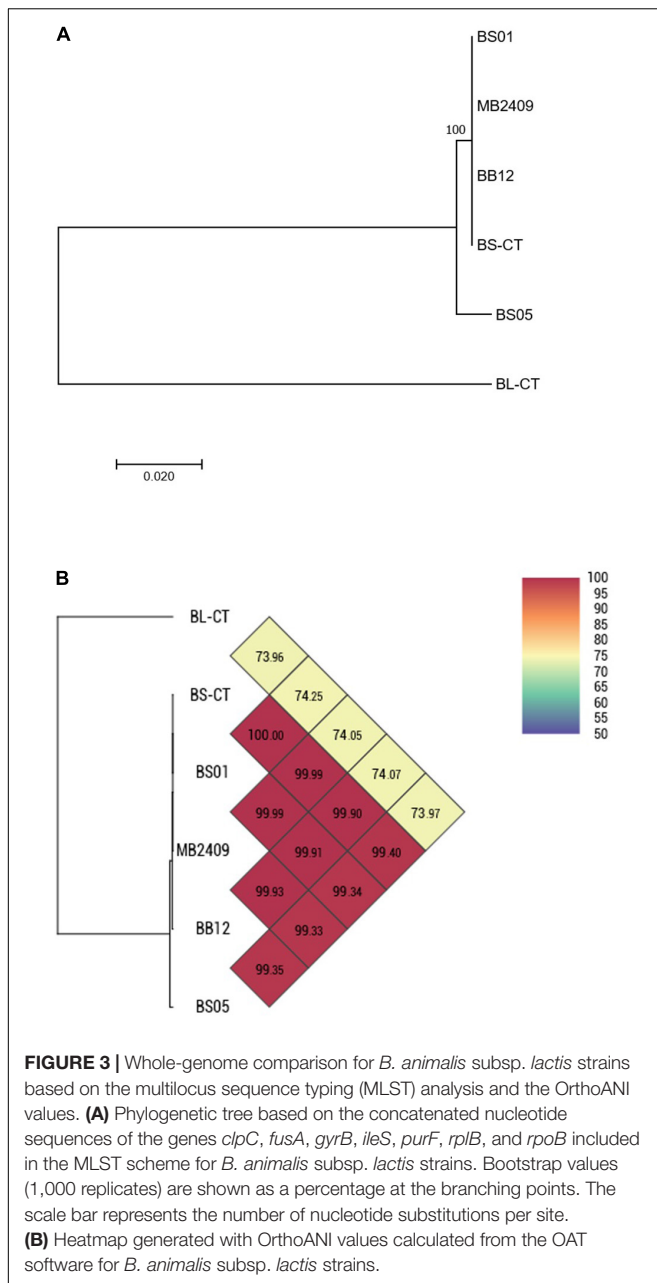 A
BS01
MB2409
100
BB12
BS-CT
BS05
BL-CT
0.020
B
BL-CT
BS-CT
BS01
MB2409
BB12
BS05
73.96
74.25
100.00
74.05
99.99
74.07
99.99
99.90
73.97
99.91
99.40
99.93
99.34
99.33
99.35
100
95
90
85
80
75
70
65
60
55
50
FIGURE 3 | Whole-genome comparison for B. animalis subsp. lactis strains
based on the multilocus sequence typing (MLST) analysis and the OrthoANI
values. (A) Phylogenetic tree based on the concatenated nucleotide
sequences of the genes clpC, fusA, gyrB, ileS, purF, rplB, and rpoB included
in the MLST scheme for B. animalis subsp. lactis strains. Bootstrap values
(1,000 replicates) are shown as a percentage at the branching points. The
scale bar represents the number of nucleotide substitutions per site.
(B) Heatmap generated with OrthoANI values calculated from the OAT
software for B. animalis subsp. lactis strains.